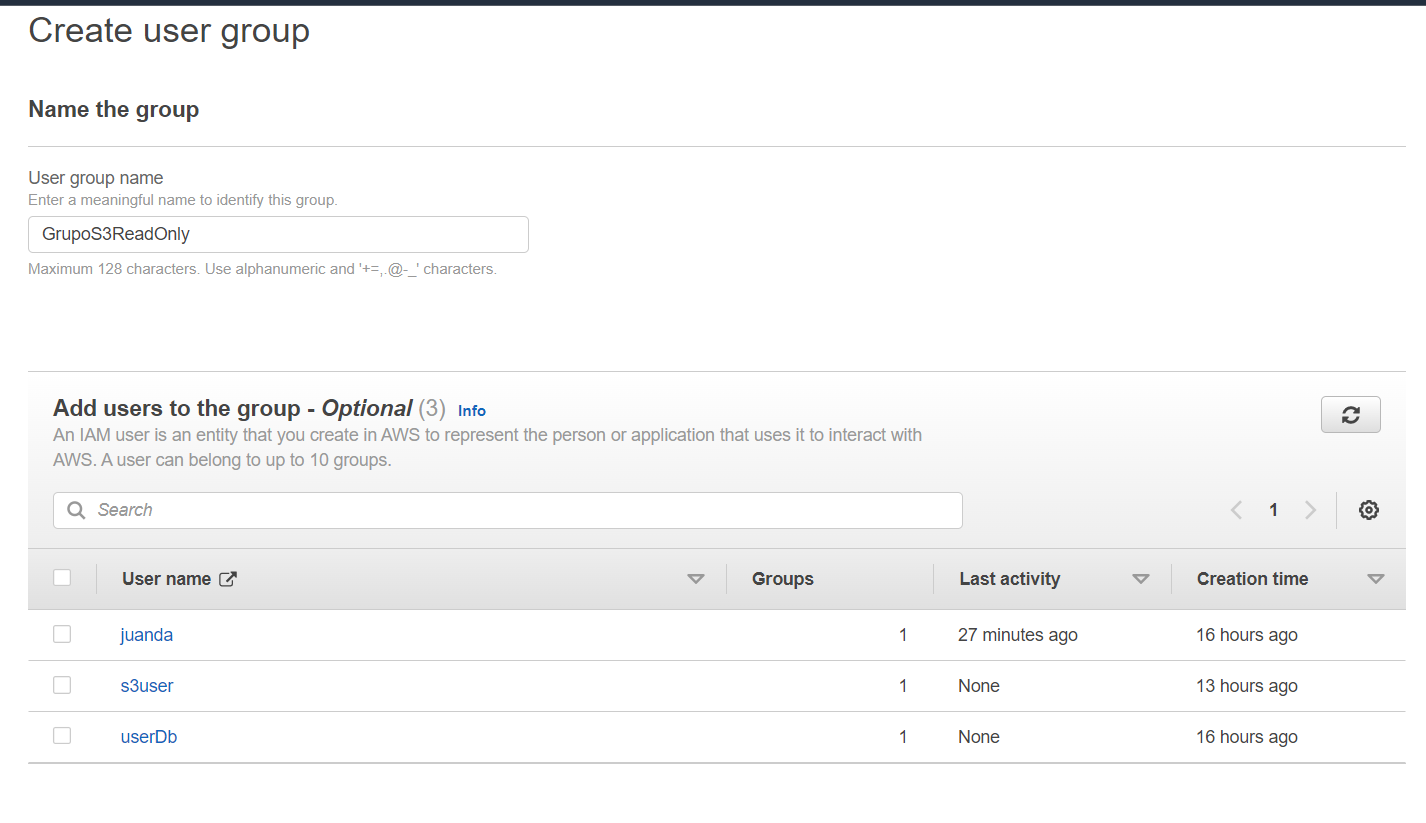 Create user group
Name the group
User group name
Enter a meaningful name to identify this group.
GrupoS3ReadOnly
Maximum 128 characters. Use alphanumeric and '+=,.@-_' characters.
Add users to the group - Optional (3) Info
An IAM user is an entity that you create in AWS to represent the person or application that uses it to interact with
AWS. A user can belong to up to 10 groups.
Search
1
User name Groups Last activity Creation time
juanda 1 27 minutes ago 16 hours ago
s3user 1 None 13 hours ago
userDb 1 None 16 hours ago